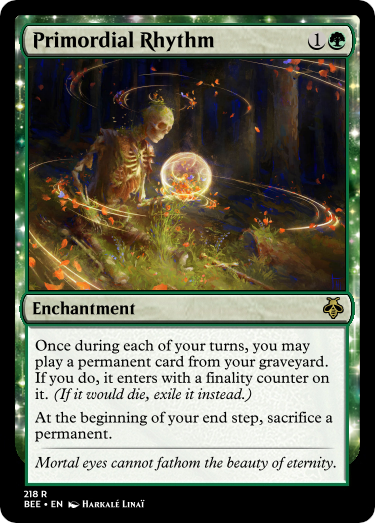 Primordial Rhythm 1
Enchantment
Once during each of your turns, you may
play a permanent card from your graveyard.
If you do, it enters with a finality counter on
it. (If it would die, exile it instead.)
At the beginning of your end step, sacrifice a
permanent.
Mortal eyes cannot fathom the beauty of eternity.
218 R
BEE • EN Harkalé Linaï